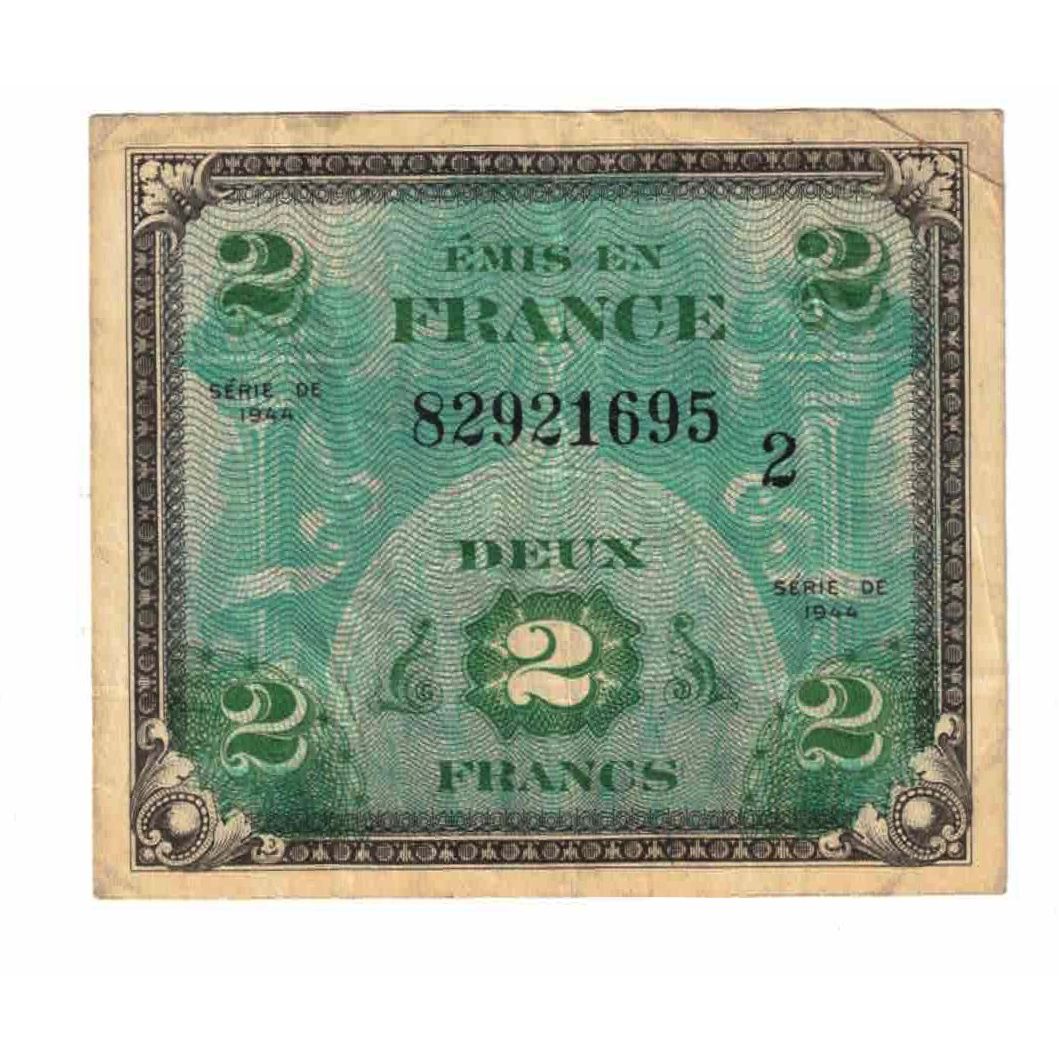 2 ÉMIS EN 2
FRANCE
SÉRIE DE
1944
82921695
2
DEUX
SÉRIE DE
1944
2
2 2
FRANCS